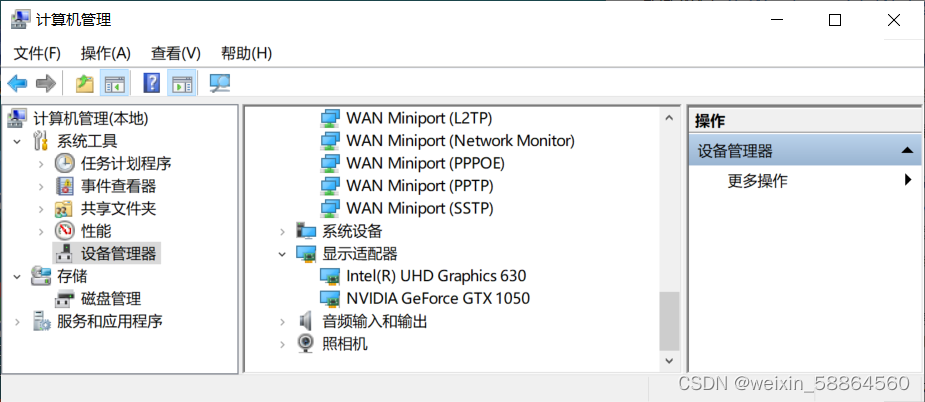 计算机管理
文件(F) 操作(A) 查看(V) 帮助(H)
计算机管理(本地)
系统工具
任务计划程序
事件查看器
共享文件夹
性能
设备管理器
存储
磁盘管理
服务和应用程序
WAN Miniport (L2TP)
WAN Miniport (Network Monitor)
WAN Miniport (PPPOE)
WAN Miniport (PPTP)
WAN Miniport (SSTP)
系统设备
显示适配器
Intel(R) UHD Graphics 630
NVIDIA GeForce GTX 1050
音频输入和输出
照相机
操作
设备管理器
更多操作
CSDN @weixin_58864560